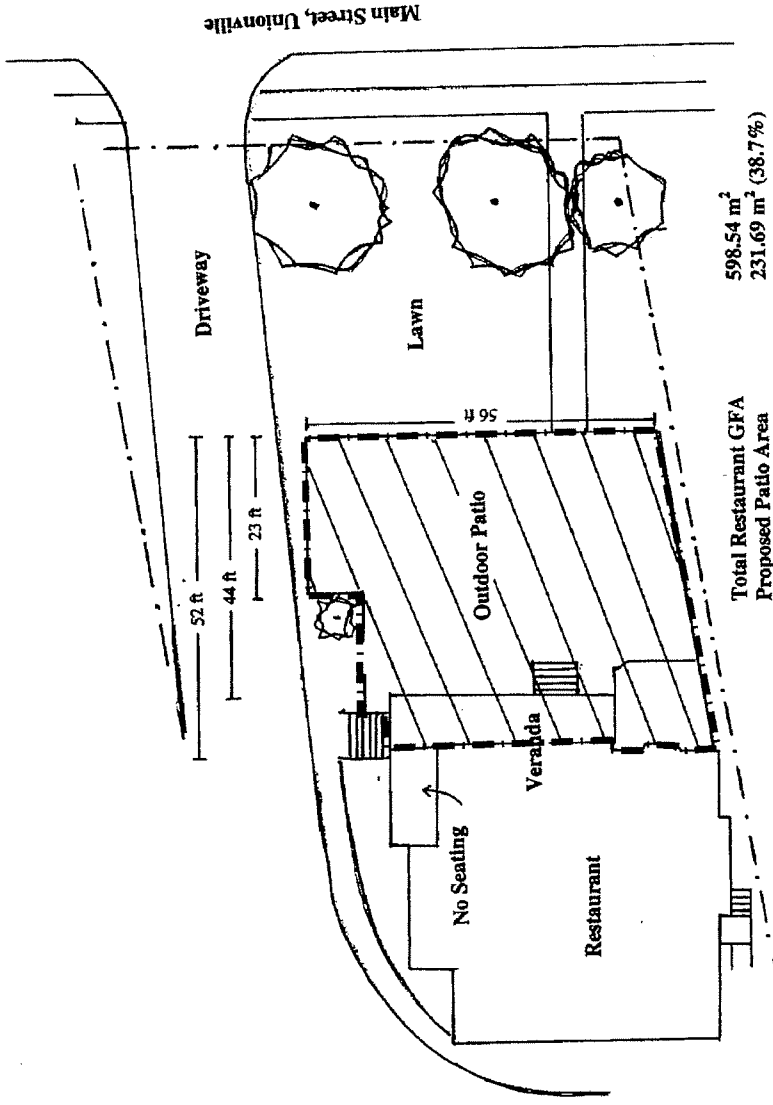 Main Street, Unionville
Driveway
Lawn
52 ft
44 ft
23 ft
56 ft
Outdoor Patio
Veranda
No Seating
Restaurant
Total Restaurant GFA 598.54 m²
Proposed Patio Area 231.69 m² (38.7%)